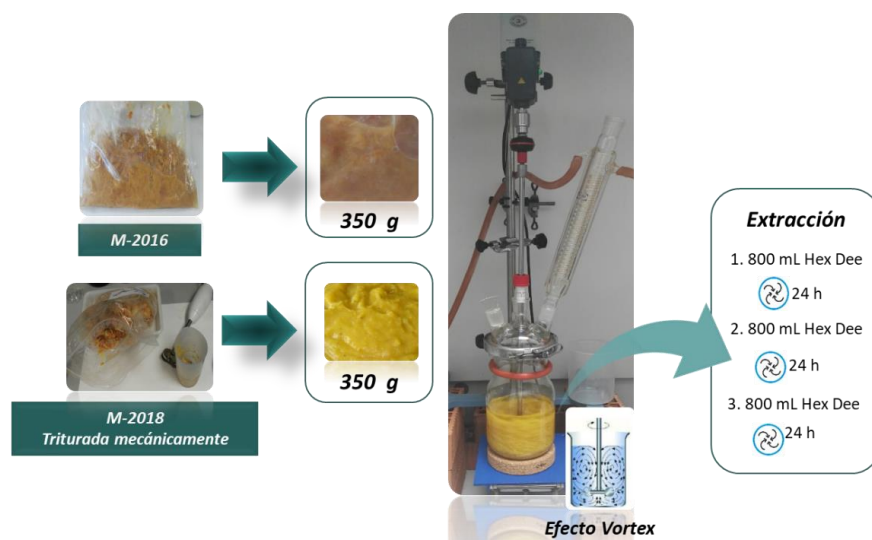 M-2016
350 g
M-2018
Triturada mecánicamente
350 g
Efecto Vortex
Extracción
1. 800 mL Hex Dee
24 h
2. 800 mL Hex Dee
24 h
3. 800 mL Hex Dee
24 h